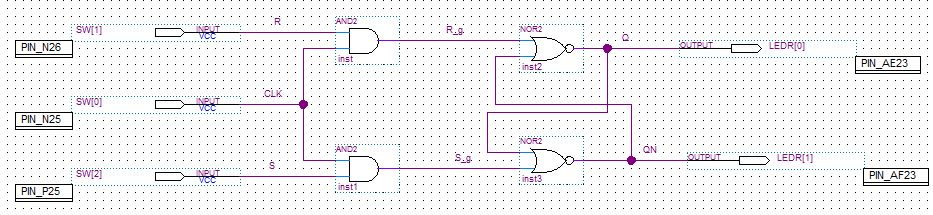 R
AND2
SW[1]
INPUT
VCC
R_g
NOR2
Q
OUTPUT
LEDR[0]
PIN_N26
inst
inst2
PIN_AE23
CLK
SW[0]
INPUT
VCC
PIN_N25
AND2
NOR2
S
S_g
QN
SW[2]
INPUT
VCC
OUTPUT
LEDR[1]
PIN_P25
inst1
inst3
PIN_AF23